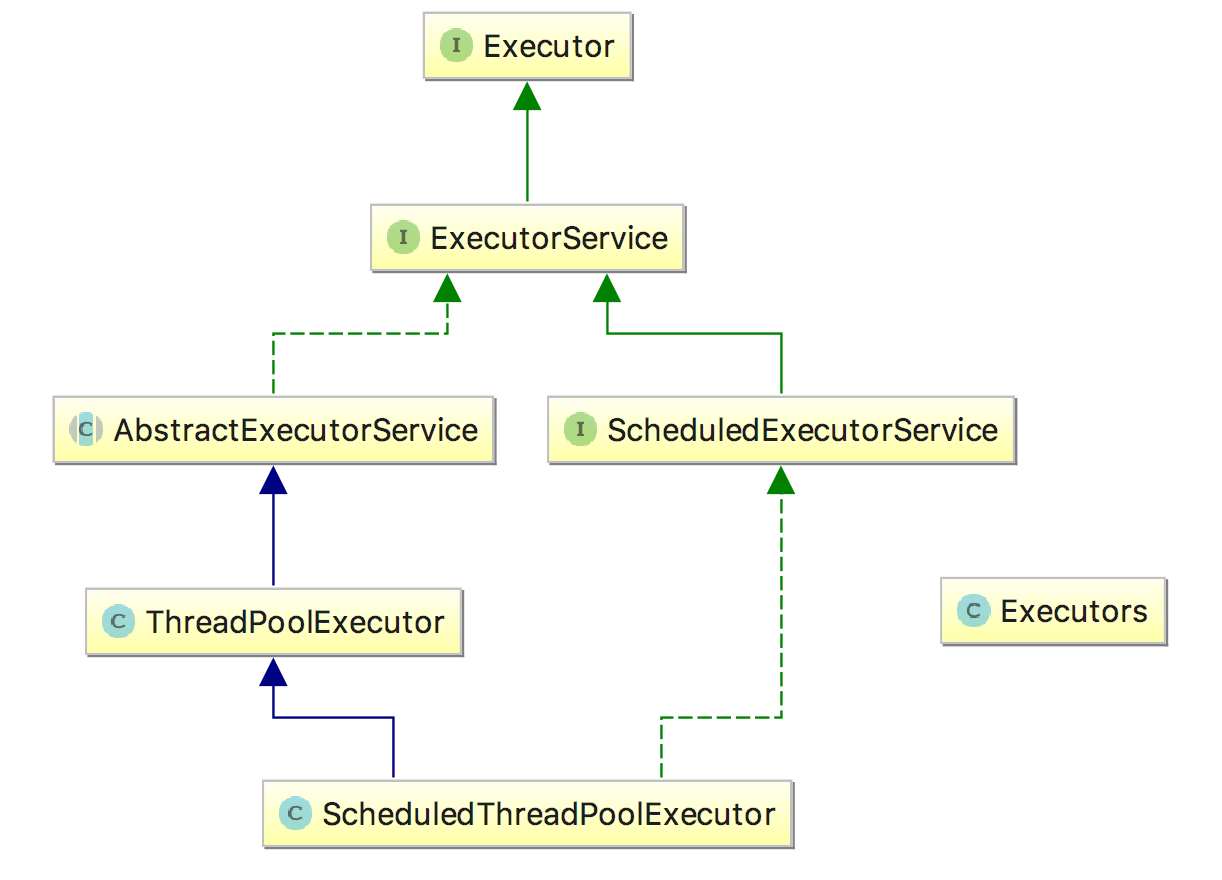 I Executor
I ExecutorService
C AbstractExecutorService
I ScheduledExecutorService
C ThreadPoolExecutor
C Executors
C ScheduledThreadPoolExecutor